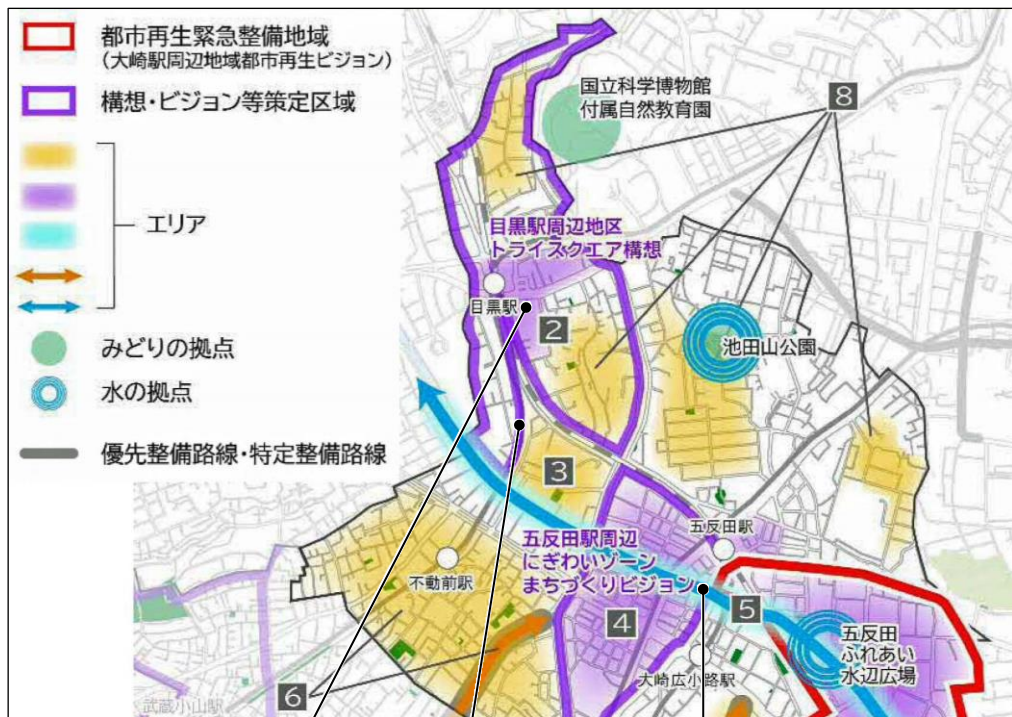 都市再生緊急整備地域
（大崎駅周辺地域都市再生ビジョン）
構想・ビジョン等策定区域
エリア
みどりの拠点
水の拠点
優先整備路線・特定整備路線
国立科学博物館
付属自然教育園
8
目黒駅周辺地区
トライスクエア構想
目黒駅
2
池田山公園
3
五反田駅
五反田駅周辺
にぎわいゾーン
まちづくりビジョン
不動前駅
4
5
五反田
ふれあい
水辺広場
大崎広小路駅
6
武蔵小山駅